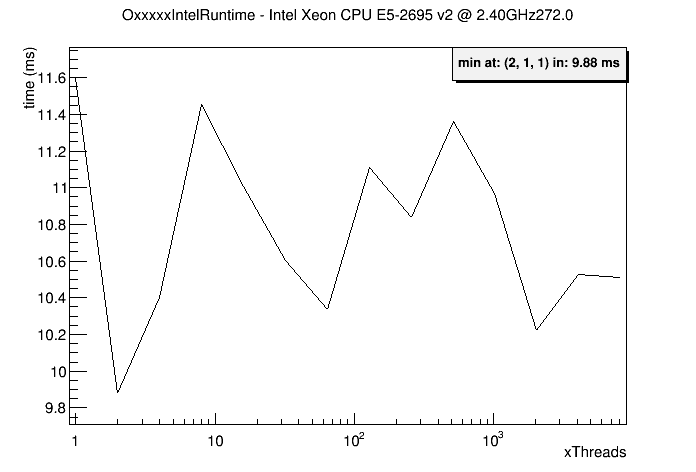 OxxxxxIntelRuntime - Intel Xeon CPU E5-2695 v2 @ 2.40GHz272.0
min at: (2, 1, 1) in: 9.88 ms
time (ms)
11.6
11.4
11.2
11
10.8
10.6
10.4
10.2
10
9.8
1 10 10² 10³
xThreads